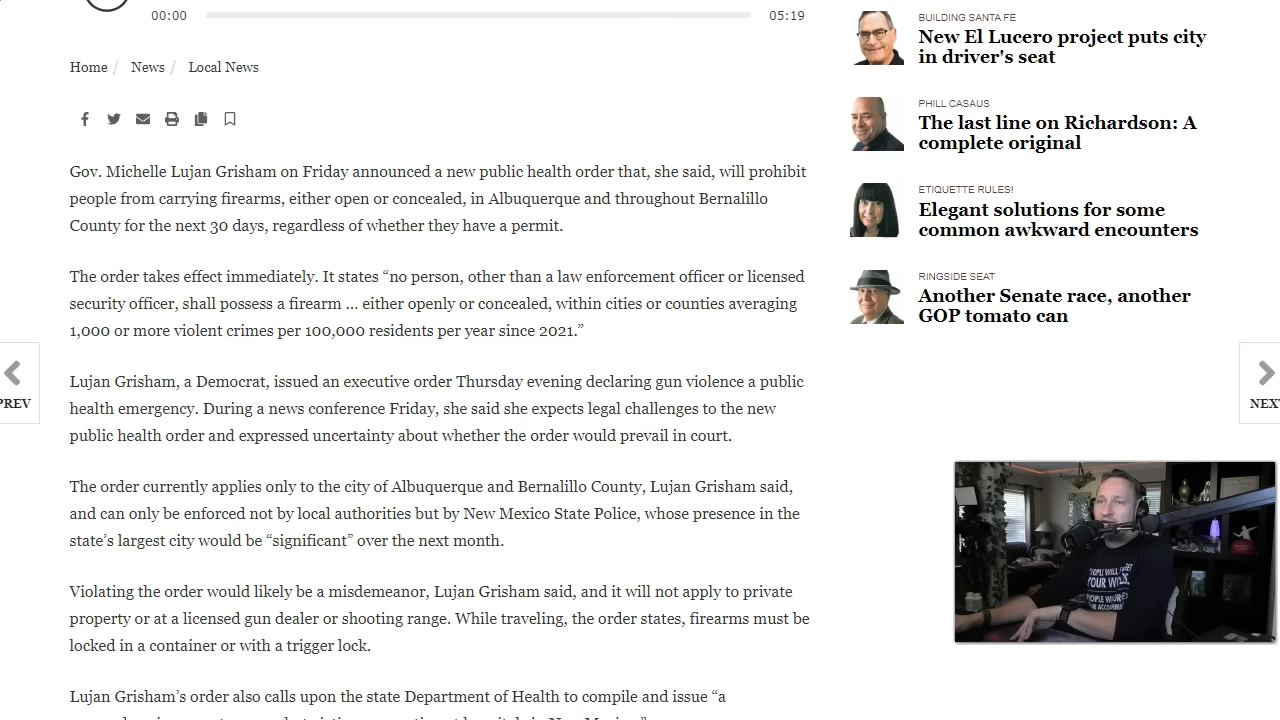 00:00
05:19
Home / News / Local News
Gov. Michelle Lujan Grisham on Friday announced a new public health order that, she said, will prohibit
people from carrying firearms, either open or concealed, in Albuquerque and throughout Bernalillo
County for the next 30 days, regardless of whether they have a permit.
The order takes effect immediately. It states “no person, other than a law enforcement officer or licensed
security officer, shall possess a firearm … either openly or concealed, within cities or counties averaging
1,000 or more violent crimes per 100,000 residents per year since 2021.”
Lujan Grisham, a Democrat, issued an executive order Thursday evening declaring gun violence a public
health emergency. During a news conference Friday, she said she expects legal challenges to the new
public health order and expressed uncertainty about whether the order would prevail in court.
The order currently applies only to the city of Albuquerque and Bernalillo County, Lujan Grisham said,
and can only be enforced not by local authorities but by New Mexico State Police, whose presence in the
state’s largest city would be “significant” over the next month.
Violating the order would likely be a misdemeanor, Lujan Grisham said, and it will not apply to private
property or at a licensed gun dealer or shooting range. While traveling, the order states, firearms must be
locked in a container or with a trigger lock.
Lujan Grisham’s order also calls upon the state Department of Health to compile and issue “a
BUILDING SANTA FE
New El Lucero project puts city
in driver's seat
PHILL CASAUS
The last line on Richardson: A
complete original
ETIQUETTE RULES!
Elegant solutions for some
common awkward encounters
RINGSIDE SEAT
Another Senate race, another
GOP tomato can
PREV
NEXT
PEOPLE WILL
YOUR